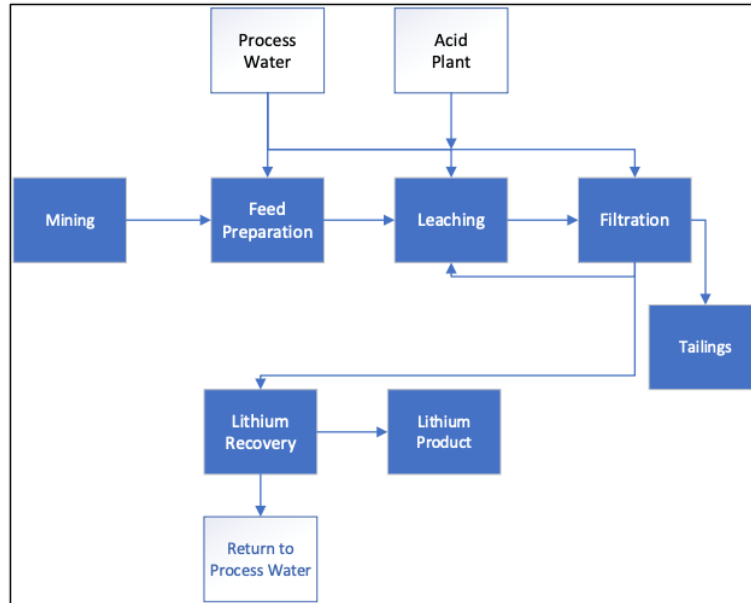 Process
Water
Acid
Plant
Mining
Feed
Preparation
Leaching
Filtration
Tailings
Lithium
Recovery
Lithium
Product
Return to
Process Water